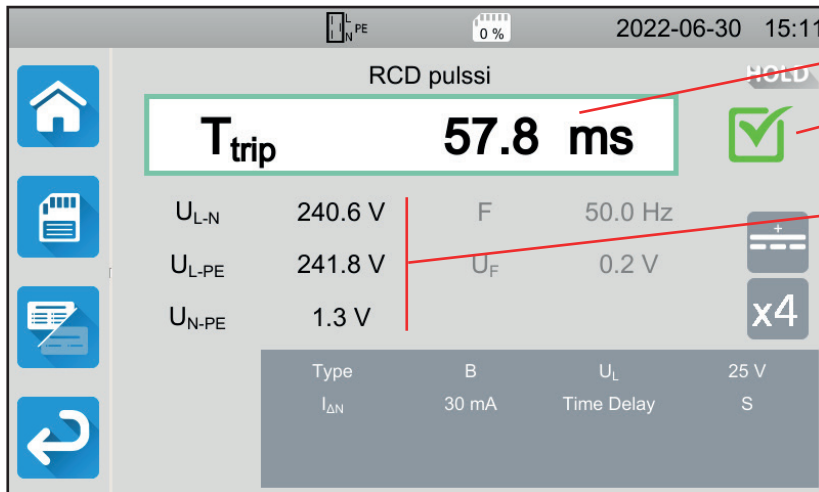 L N PE 0 % 2022-06-30 15:11
RCD pulssi HOLD
Ttrip 57.8 ms
UL-N 240.6 V F 50.0 Hz
UL-PE 241.8 V UF 0.2 V
UN-PE 1.3 V x4
Type B UL 25 V
IΔN 30 mA Time Delay S